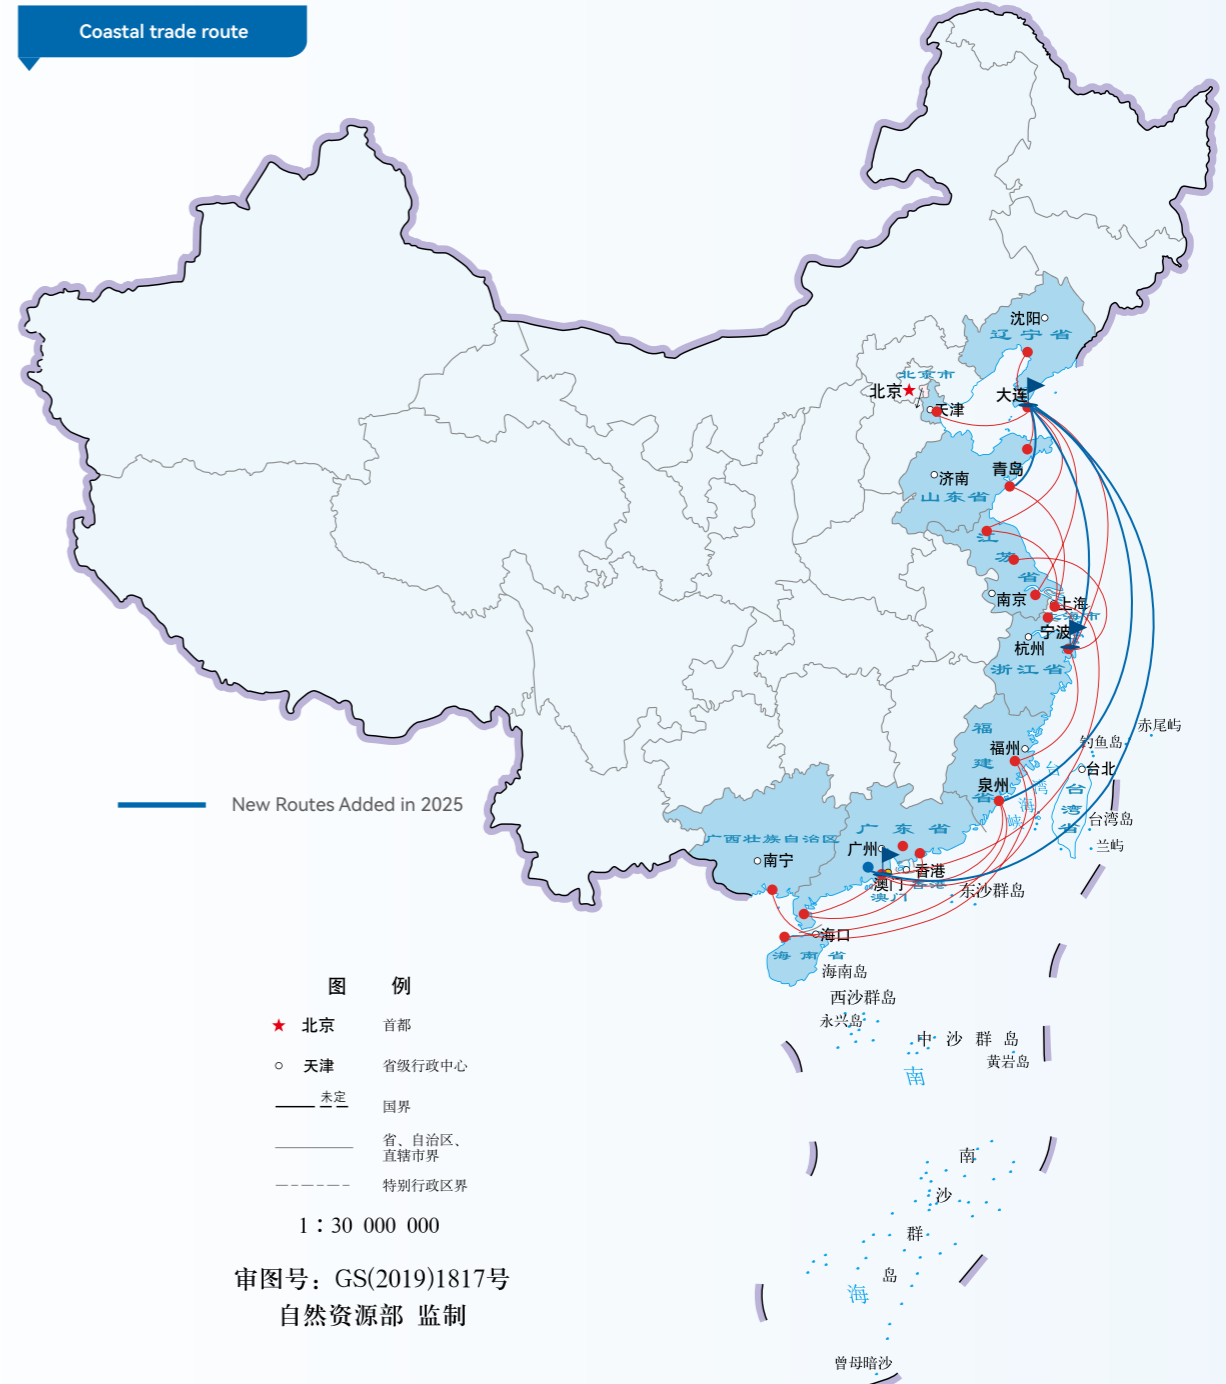 Coastal trade route
沈阳
辽宁省
北京市
北京
天津
大连
济南
青岛
山东省
江
苏
省
南京
上海
上海市
宁波
杭州
浙江省
福
建
省
福州
泉州
赤尾屿
钓鱼岛
台北
台
湾
海
峡
台
湾
省
台湾岛
兰屿
New Routes Added in 2025
广西壮族自治区
南宁
广东省
广州
香港
香港
澳门
澳门
东沙群岛
海口
海南省
海南岛
西沙群岛
永兴岛
中沙群岛
黄岩岛
南
海
南
沙
群
岛
曾母暗沙
图 例
北京 首都
天津 省级行政中心
未定
国界
省、自治区、
直辖市界
特别行政区界
1：30 000 000
审图号：GS(2019)1817号
自然资源部 监制